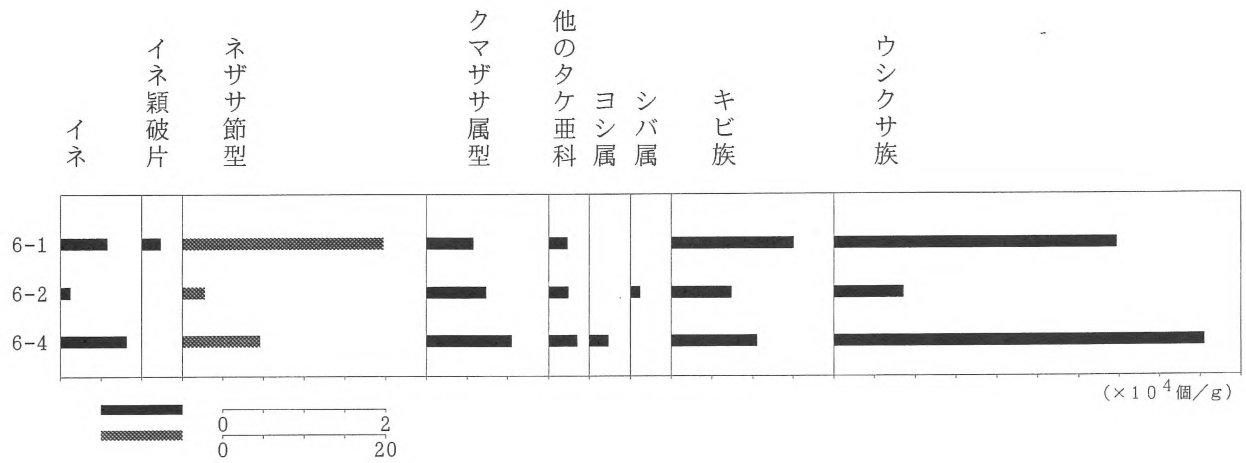 イネ
イネ穎破片
ネザサ節型
クマザサ属型
他のタケ亜科
ヨシ属
シバ属
キビ族
ウシクサ族
6-1
6-2
6-4
(×10⁴個/g)
0 2
0 20